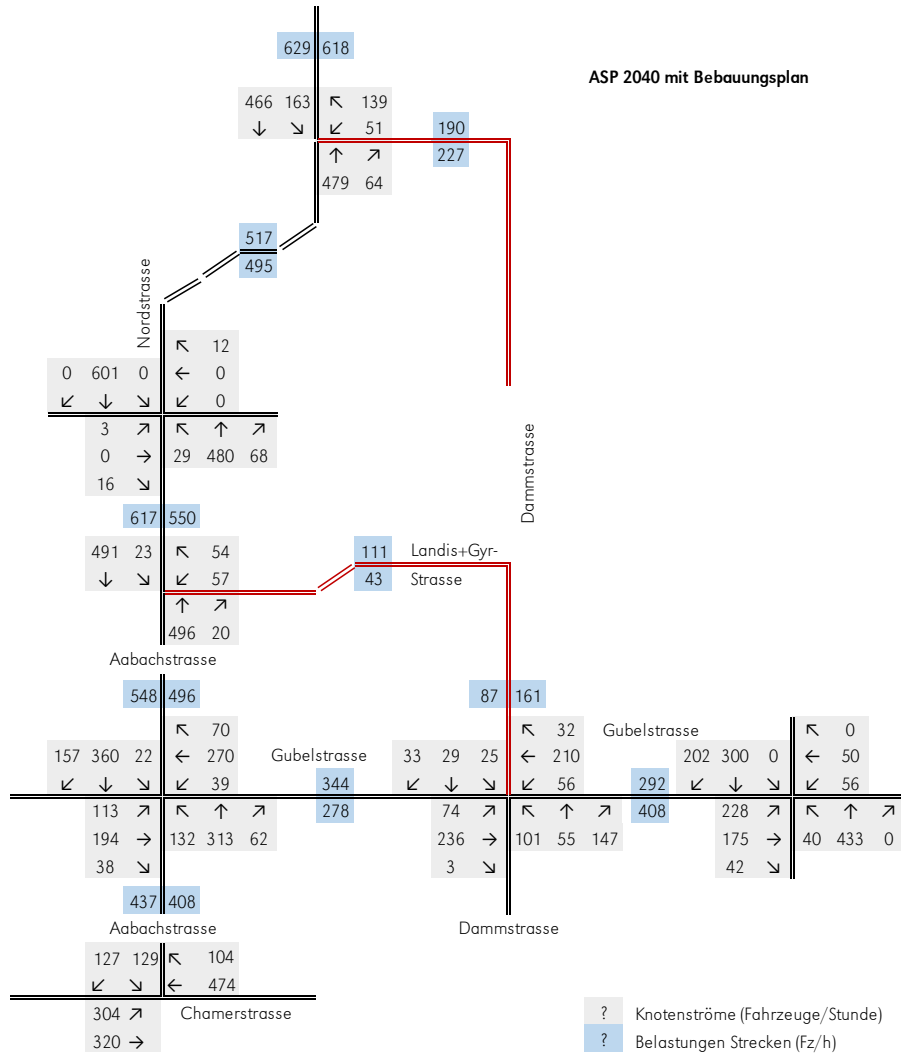 629 618
ASP 2040 mit Bebauungsplan
466 163 ↖ 139
↓ ↘ ↙ 51
190
227
↑ ↗
479 64
517
495
Nordstrasse
↖ 12
0 601 0 ← 0
↙ ↓ ↘ ↙ 0
3 ↗ ↖ ↑ ↗
0 → 29 480 68
16 ↘
Dammstrasse
617 550
491 23 ↖ 54
↓ ↘ ↙ 57
111 Landis+Gyr-
43 Strasse
↑ ↗
496 20
Aabachstrasse
548 496
87 161
↖ 70
157 360 22 ← 270
↙ ↓ ↘ ↙ 39
113 ↗ ↖ ↑ ↗
194 → 132 313 62
38 ↘
Gubelstrasse
344
278
↖ 32
33 29 25 ← 210
↙ ↓ ↘ ↙ 56
74 ↗ ↖ ↑ ↗
236 → 101 55 147
3 ↘
Gubelstrasse
292
408
↖ 0
202 300 0 ← 50
↙ ↓ ↘ ↙ 56
228 ↗ ↖ ↑ ↗
175 → 40 433 0
42 ↘
437 408
Aabachstrasse
Dammstrasse
127 129 ↖ 104
↙ ↘ ← 474
304 ↗ Chamerstrasse
320 →
? Knotenströme (Fahrzeuge/Stunde)
? Belastungen Strecken (Fz/h)